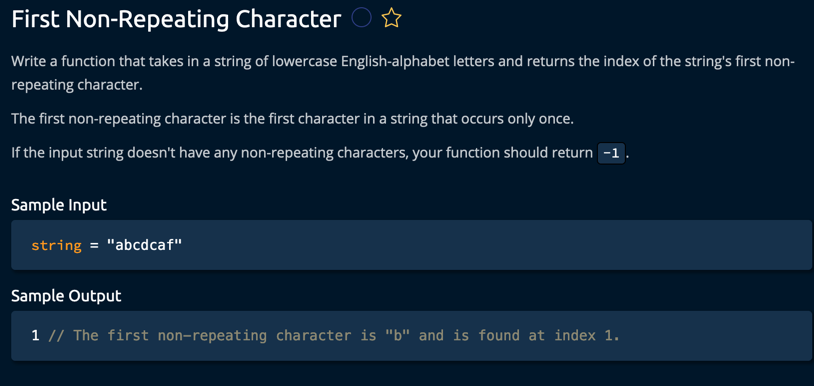 First Non-Repeating Character
Write a function that takes in a string of lowercase English-alphabet letters and returns the index of the string's first non-
repeating character.
The first non-repeating character is the first character in a string that occurs only once.
If the input string doesn't have any non-repeating characters, your function should return -1.
Sample Input
string = "abcdcaf"
Sample Output
1 // The first non-repeating character is "b" and is found at index 1.